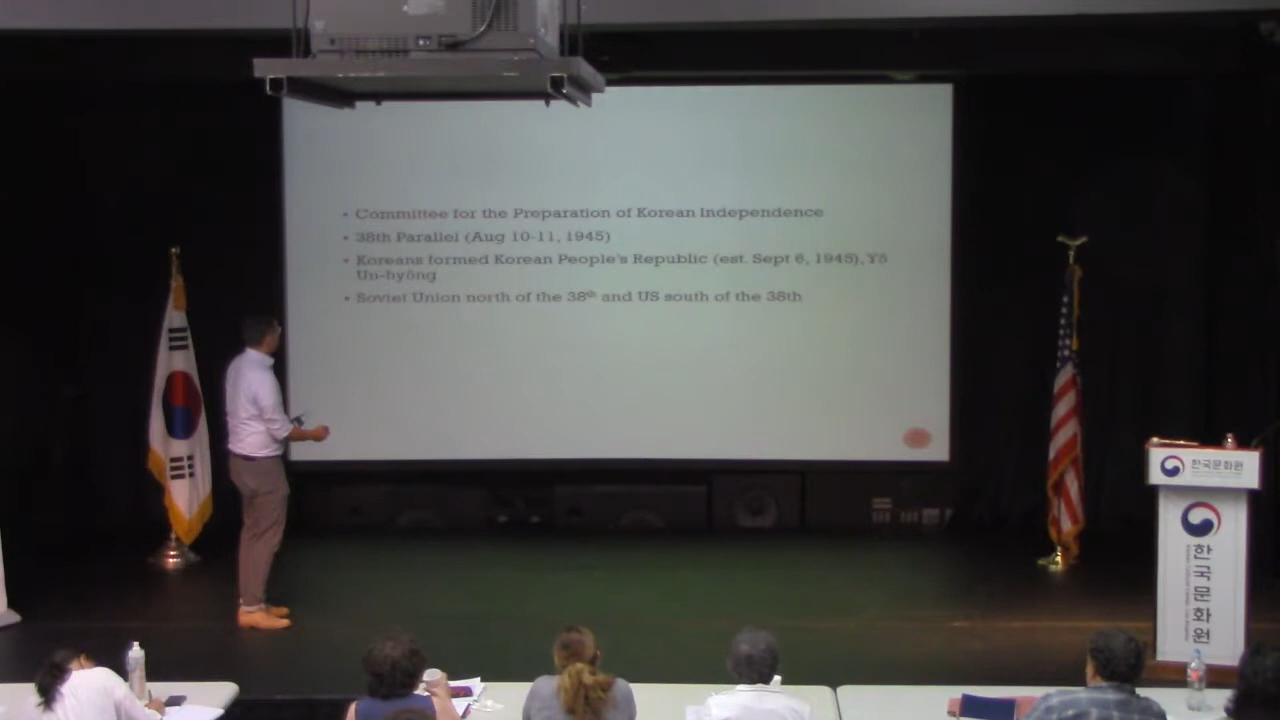 • Committee for the Preparation of Korean Independence
• 38th Parallel (Aug 10-11, 1945)
• Koreans formed Korean People's Republic (est. Sept 6, 1945), Yŏ
Un-hyŏng
• Soviet Union north of the 38th and US south of the 38th
한국문화원
한국문화원